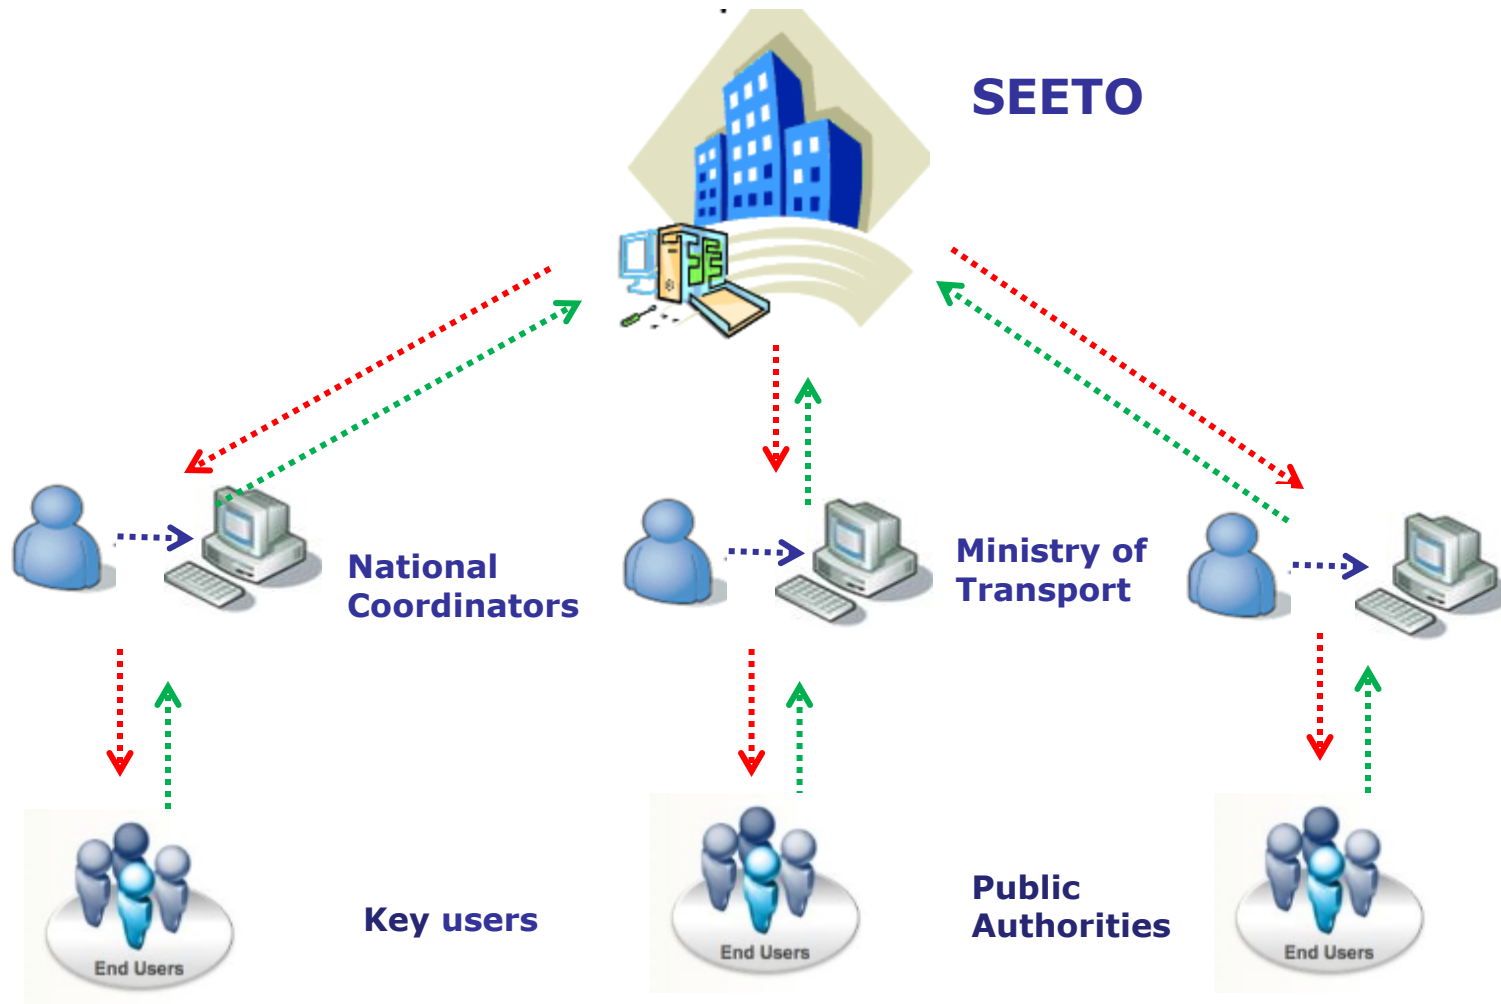 SEETO
National
Coordinators
Ministry of
Transport
Key users
Public
Authorities
End Users
End Users
End Users